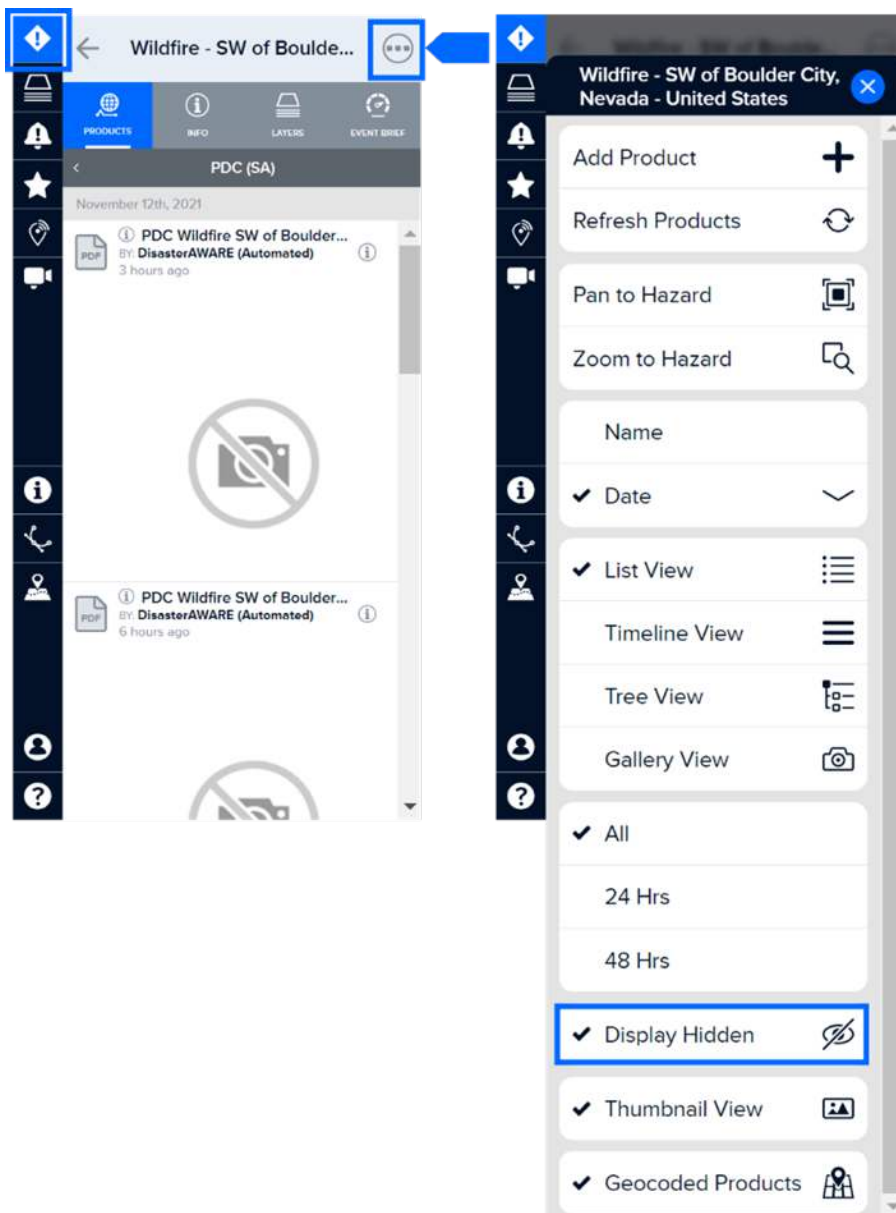 Wildfire - SW of Boulde...
PRODUCTS
INFO
LAYERS
EVENT BRIEF
PDC (SA)
November 12th, 2021
PDF
PDC Wildfire SW of Boulder...
BY: DisasterAWARE (Automated)
3 hours ago
PDF
PDC Wildfire SW of Boulder...
BY: DisasterAWARE (Automated)
6 hours ago
Wildfire - SW of Boulder City,
Nevada - United States
Add Product
Refresh Products
Pan to Hazard
Zoom to Hazard
Name
Date
List View
Timeline View
Tree View
Gallery View
All
24 Hrs
48 Hrs
Display Hidden
Thumbnail View
Geocoded Products